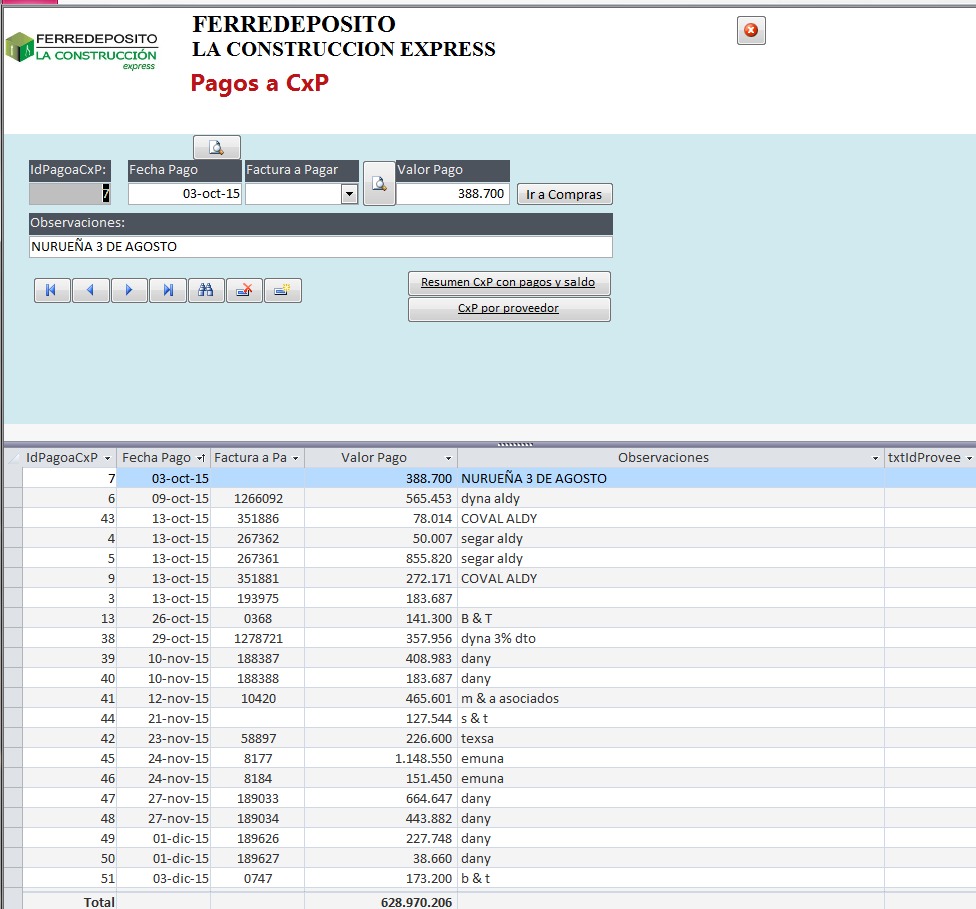 FERREDEPOSITO
LA CONSTRUCCIÓN
express
FERREDEPOSITO
LA CONSTRUCCION EXPRESS
Pagos a CxP
IdPagoaCxP: Fecha Pago Factura a Pagar Valor Pago
7 03-oct-15 388.700 Ir a Compras
Observaciones:
NURUEÑA 3 DE AGOSTO
Resumen CxP con pagos y saldo
CxP por proveedor
IdPagoaCxP Fecha Pago Factura a Pa Valor Pago Observaciones txtIdProvee
7 03-oct-15 388.700 NURUEÑA 3 DE AGOSTO
6 09-oct-15 1266092 565.453 dyna aldy
43 13-oct-15 351886 78.014 COVAL ALDY
4 13-oct-15 267362 50.007 segar aldy
5 13-oct-15 267361 855.820 segar aldy
9 13-oct-15 351881 272.171 COVAL ALDY
3 13-oct-15 193975 183.687
13 26-oct-15 0368 141.300 B & T
38 29-oct-15 1278721 357.956 dyna 3% dto
39 10-nov-15 188387 408.983 dany
40 10-nov-15 188388 183.687 dany
41 12-nov-15 10420 465.601 m & a asociados
44 21-nov-15 127.544 s & t
42 23-nov-15 58897 226.600 texsa
45 24-nov-15 8177 1.148.550 emuna
46 24-nov-15 8184 151.450 emuna
47 27-nov-15 189033 664.647 dany
48 27-nov-15 189034 443.882 dany
49 01-dic-15 189626 227.748 dany
50 01-dic-15 189627 38.660 dany
51 03-dic-15 0747 173.200 b & t
Total 628.970.206